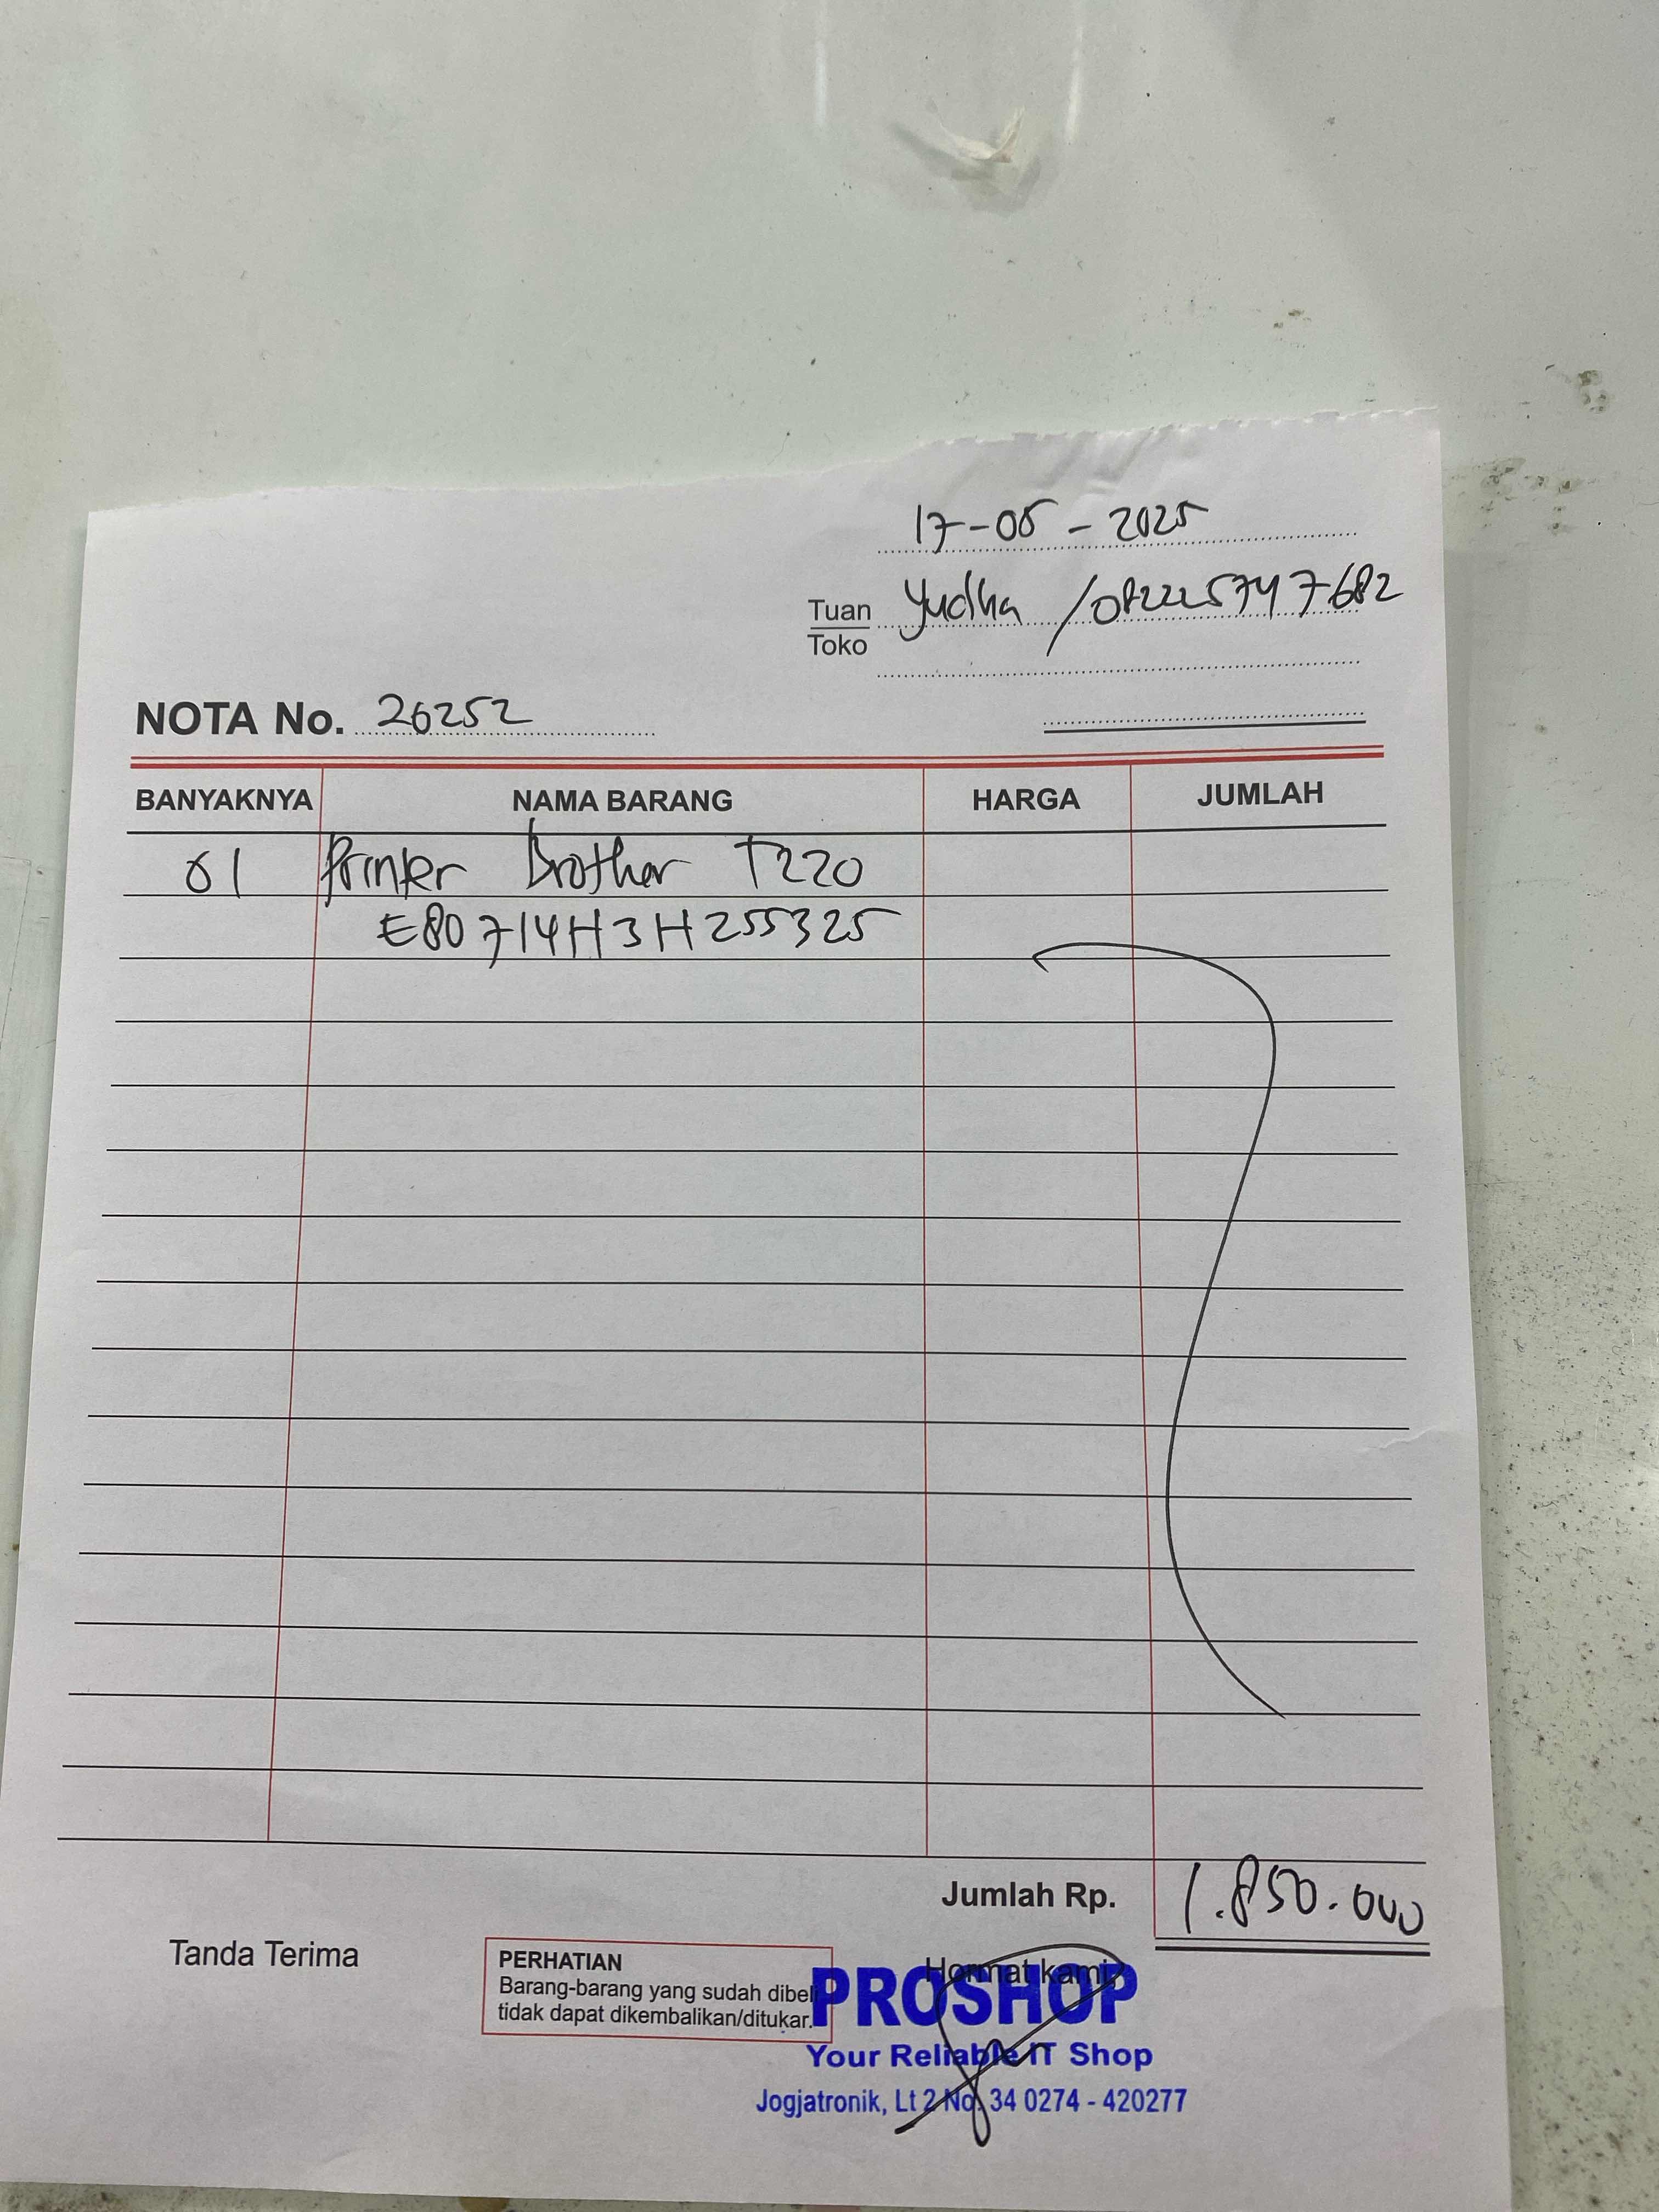 17-05-2025
Tuan Yudha / 082225747682
Toko
NOTA No. 26252
BANYAKNYA NAMA BARANG HARGA JUMLAH
01 Printer Brother T220
E80714H3H255325
Jumlah Rp. 1.850.000
Tanda Terima
PERHATIAN
Barang-barang yang sudah dibeli
tidak dapat dikembalikan/ditukar.
Hormat kami
PROSHOP
Your Reliable IT Shop
Jogjatronik, Lt 2 No. 34 0274 - 420277